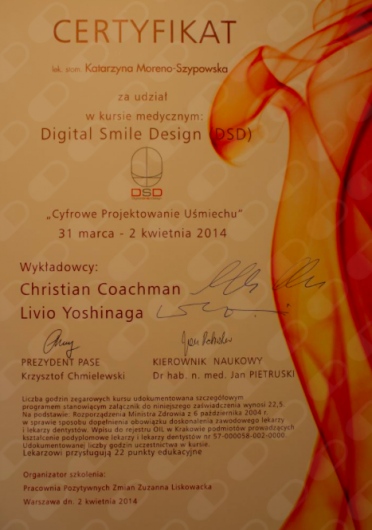 CERTYFIKAT
lek. stom. Katarzyna Moreno-Szypowska
za udział
w kursie medycznym:
Digital Smile Design (DSD)
DSD
„Cyfrowe Projektowanie Uśmiechu"
31 marca - 2 kwietnia 2014
Wykładowcy:
Christian Coachman
Livio Yoshinaga
PREZYDENT PASE KIEROWNIK NAUKOWY
Krzysztof Chmielewski Dr hab. n. med. Jan PIETRUSKI
Liczba godzin zegarowych kursu udokumentowana szczegółowym
programem stanowiącym załącznik do niniejszego zaświadczenia wynosi 22,5.
Na podstawie: Rozporządzenia Ministra Zdrowia z 6 października 2004 r.
w sprawie sposobu dopełnienia obowiązku doskonalenia zawodowego lekarzy
i lekarzy dentystów. Wpisu do rejestru OIL w Krakowie podmiotów prowadzących
kształcenie podyplomowe lekarzy i lekarzy dentystów nr 57-000058-002-0000
Udokumentowanej liczby godzin uczestnictwa w kursie.
Lekarzowi przysługują 22 punkty edukacyjne
Organizator szkolenia:
Pracownia Pozytywnych Zmian Zuzanna Liskowacka
Warszawa dn. 2 kwietnia 2014